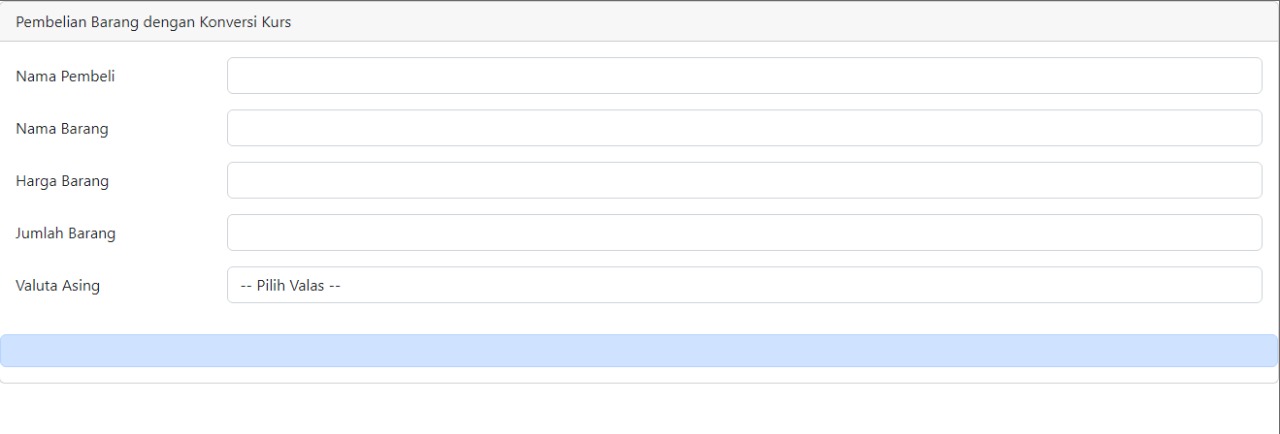 Pembelian Barang dengan Konversi Kurs
Nama Pembeli
Nama Barang
Harga Barang
Jumlah Barang
Valuta Asing
-- Pilih Valas --